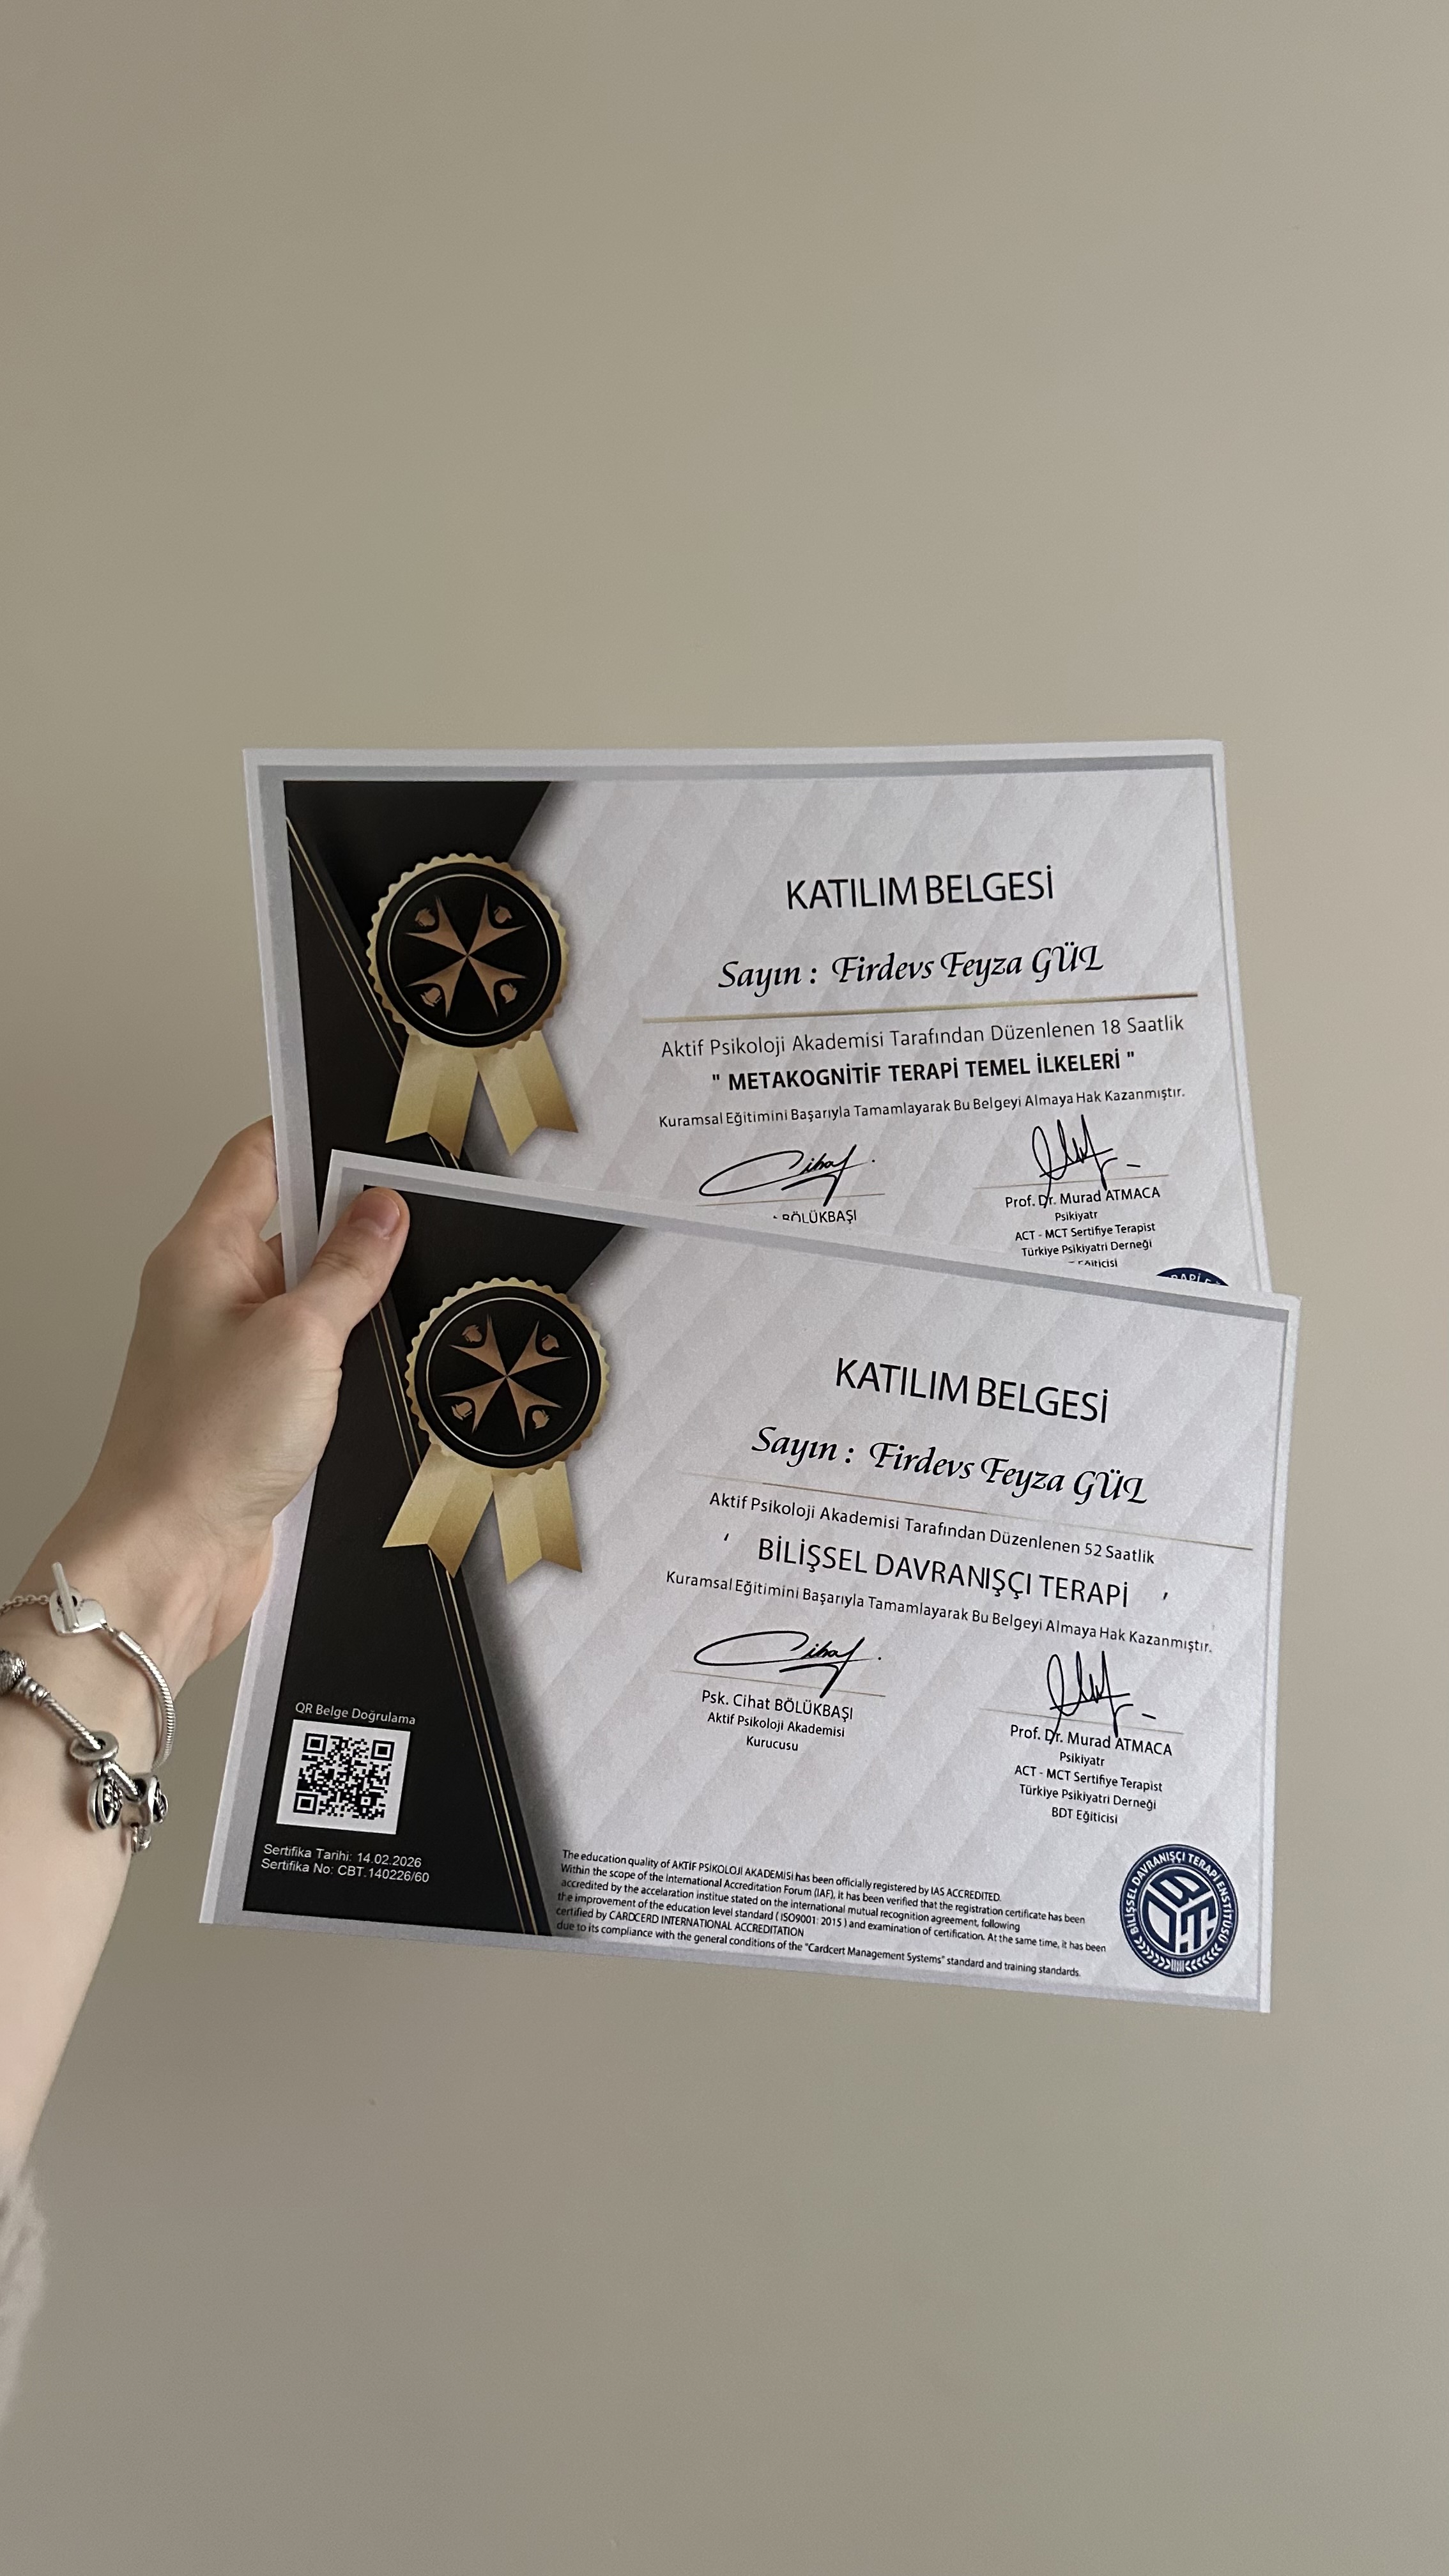 KATILIM BELGESİ
Sayın : Firdevs Feyza GÜL
Aktif Psikoloji Akademisi Tarafından Düzenlenen 18 Saatlik
" METAKOGNİTİF TERAPİ TEMEL İLKELERİ "
Kuramsal Eğitimini Başarıyla Tamamlayarak Bu Belgeyi Almaya Hak Kazanmıştır.
BÖLÜKBAŞI
Prof. Dr. Murad ATMACA
Psikiyatr
ACT - MCT Sertifiye Terapist
Türkiye Psikiyatri Derneği
KATILIM BELGESİ
Sayın : Firdevs Feyza GÜL
Aktif Psikoloji Akademisi Tarafından Düzenlenen 52 Saatlik
' BİLİŞSEL DAVRANIŞÇI TERAPİ '
Kuramsal Eğitimini Başarıyla Tamamlayarak Bu Belgeyi Almaya Hak Kazanmıştır.
Psk. Cihat BÖLÜKBAŞI
Aktif Psikoloji Akademisi
Kurucusu
Prof. Dr. Murad ATMACA
Psikiyatr
ACT - MCT Sertifiye Terapist
Türkiye Psikiyatri Derneği
BDT Eğiticisi
QR Belge Doğrulama
Sertifika Tarihi: 14.02.2026
Sertifika No: CBT.140226/60
The education quality of AKTİF PSİKOLOJİ AKADEMİSİ has been officially registered by IAS ACCREDITED.
Within the scope of the International Accreditation Forum (IAF), it has been verified that the registration certificate has been
accredited by the accelaration institue stated on the international mutual recognition agreement, following
the improvement of the education level standard ( ISO9001: 2015 ) and examination of certification. At the same time, it has been
certified by CARDCERD INTERNATIONAL ACCREDITATION
due to its compliance with the general conditions of the "Cardcert Management Systems" standard and training standards.
BİLİŞSEL DAVRANIŞÇI TERAPİ ENSTİTÜSÜ